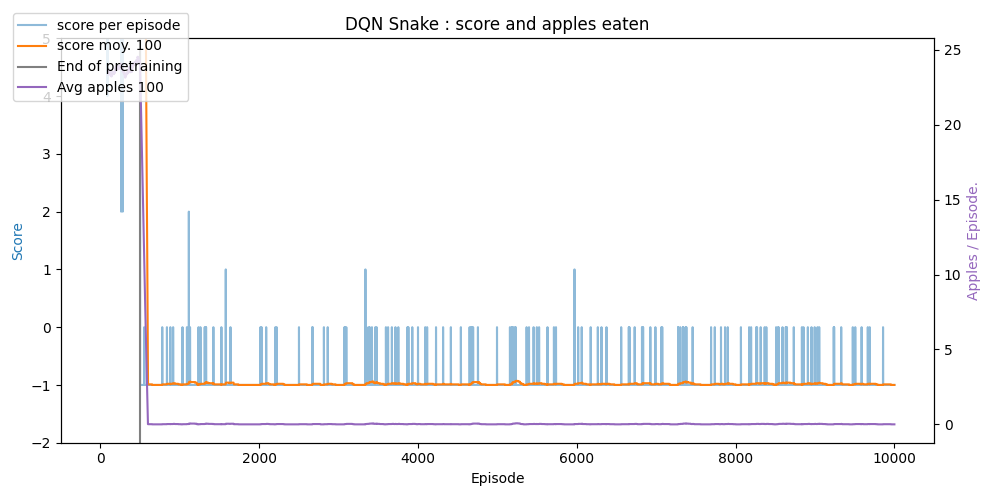 DQN Snake : score and apples eaten
score per episode
score moy. 100
End of pretraining
Avg apples 100
5
4
3
2
1
0
−1
−2
Score
25
20
15
10
5
0
Apples / Episode.
0
2000
4000
6000
8000
10000
Episode